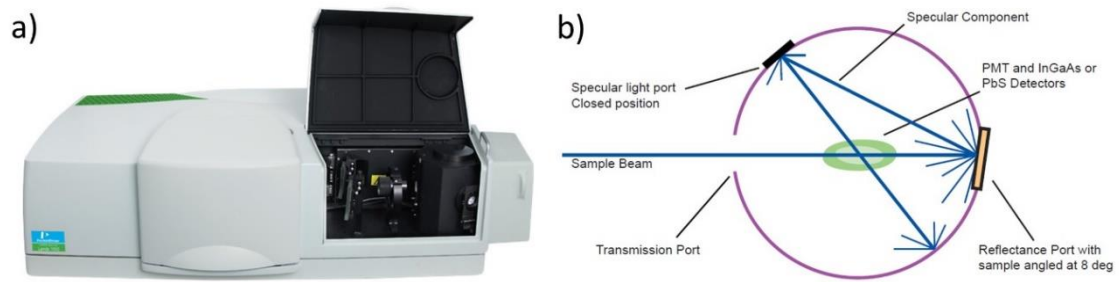 a)
b)
Specular Component
PMT and InGaAs or
PbS Detectors
Specular light port
Closed position
Sample Beam
Transmission Port
Reflectance Port with
sample angled at 8 deg